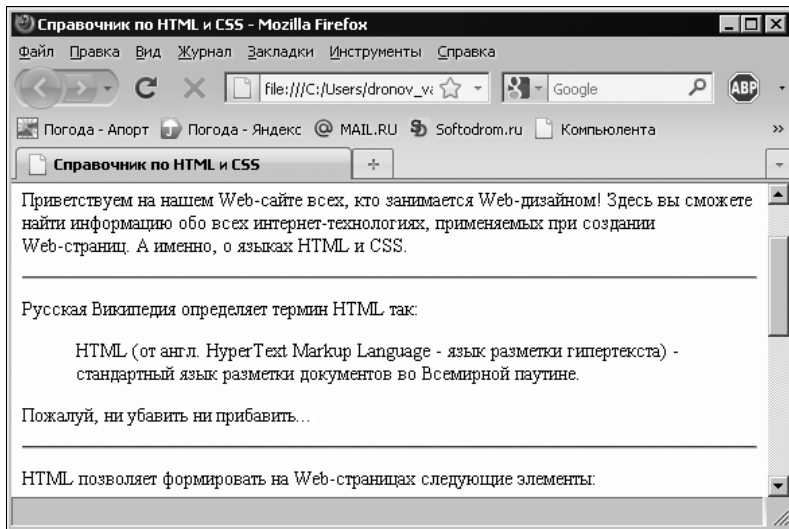 Справочник по HTML и CSS - Mozilla Firefox
Файл Правка Вид Журнал Закладки Инструменты Справка
file:///C:/Users/dronov_va Google ABP
Погода - Апорт Погода - Яндекс @ MAIL.RU Softodrom.ru Компьюлента »
Справочник по HTML и CSS
Приветствуем на нашем Web-сайте всех, кто занимается Web-дизайном! Здесь вы сможете
найти информацию обо всех интернет-технологиях, применяемых при создании
Web-страниц. А именно, о языках HTML и CSS.
Русская Википедия определяет термин HTML так:
HTML (от англ. HyperText Markup Language - язык разметки гипертекста) -
стандартный язык разметки документов во Всемирной паутине.
Пожалуй, ни убавить ни прибавить...
HTML позволяет формировать на Web-страницах следующие элементы: